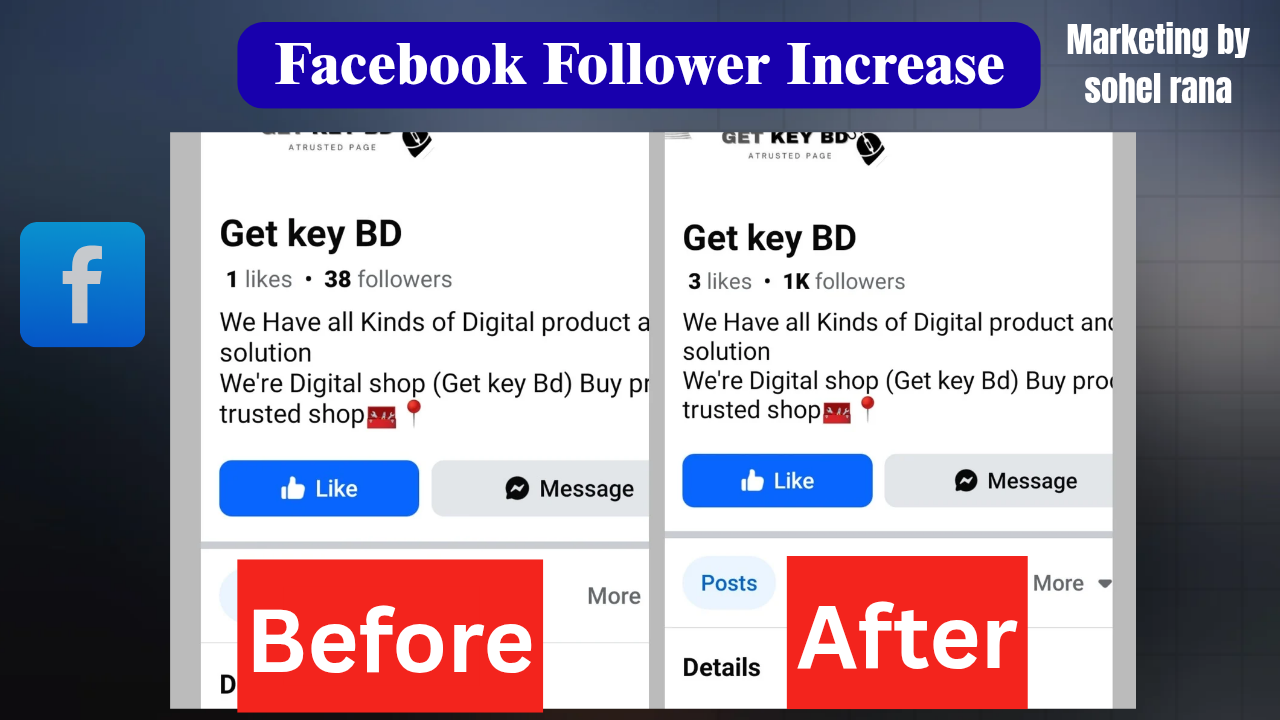 Facebook Follower Increase
Marketing by
sohel rana
GET KEY BD
ATRUSTED PAGE
Get key BD
1 likes • 38 followers
We Have all Kinds of Digital product a
solution
We're Digital shop (Get key Bd) Buy pr
trusted shop
Like
Message
More
Before
D
GET KEY BD
ATRUSTED PAGE
Get key BD
3 likes • 1K followers
We Have all Kinds of Digital product and
solution
We're Digital shop (Get key Bd) Buy pro
trusted shop
Like
Message
Posts
More
After
Details